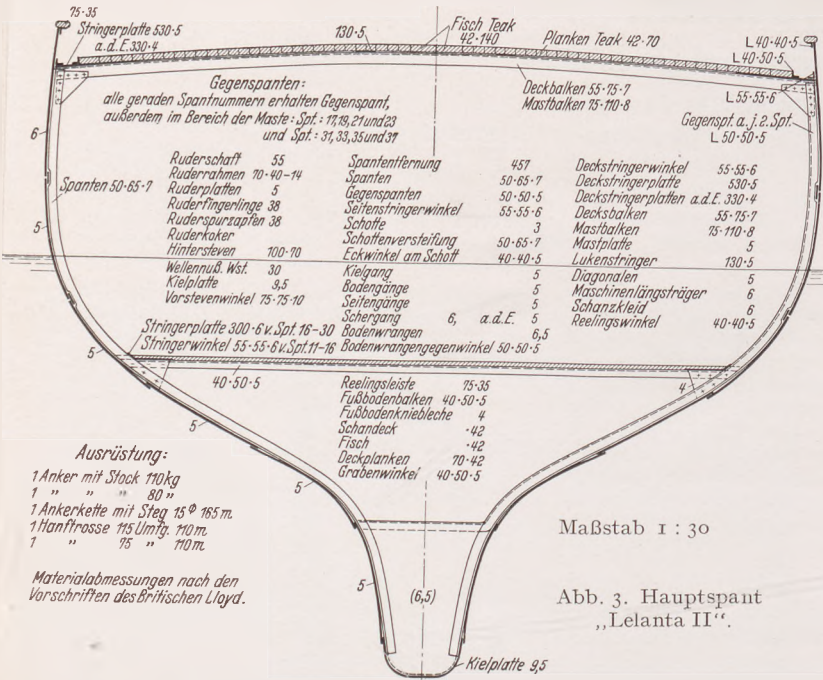 75·35
Stringerplatte 530·5
a.d.E. 330·4
130·5
Fisch Teak
42·140
Planken Teak 42·70
L 40·40·5
L 40·50·5
Deckbalken 55·75·7
Mastbalken 75·110·8
L 55·55·6
Gegenspt. a.j. 2. Spt.
L 50·50·5
Gegenspanten:
alle geraden Spantnummern erhalten Gegenspant,
außerdem im Bereich der Maste: Spt.: 17, 19, 21 und 23
und Spt.: 31, 33, 35 und 37
6
Spanten 50·65·7
5
5
5
5
5
Ruderschaft 55
Ruderrahmen 70·40–14
Ruderplatten 5
Ruderfingerlinge 38
Ruderspurzapfen 38
Ruderkoker
Hintersteven 100·70
Wellennuß. Wst. 30
Kielplatte 9,5
Vorstevenwinkel 75·75·10
Stringerplatte 300·6 v. Spt. 16–30
Stringerwinkel 55·55·6 v. Spt. 11–16
Spantentfernung 457
Spanten 50·65·7
Gegenspanten 50·50·5
Seitenstringerwinkel 55·55·6
Schotte 3
Schottenversteifung 50·65·7
Eckwinkel am Schott 40·40·5
Kielgang 5
Bodengänge 5
Seitengänge 5
Schergang 6, a.d.E. 5
Bodenwrangen 6,5
Bodenwrangengegenwinkel 50·50·5
Deckstringerwinkel 55·55·6
Deckstringerplatte 530·5
Deckstringerplatten a.d.E. 330·4
Decksbalken 55·75·7
Mastbalken 75·110·8
Mastplatte 5
Lukenstringer 130·5
Diagonalen 5
Maschinenlängsträger 6
Schanzkleid 6
Reelingswinkel 40·40·5
40·50·5
4
Reelingsleiste 75·35
Fußbodenbalken 40·50·5
Fußbodenkniebleche 4
Schandeck ·42
Fisch ·42
Deckplanken 70·42
Grabenwinkel 40·50·5
Ausrüstung:
1 Anker mit Stock 110kg
1 " " " 80 "
1 Ankerkette mit Steg 15 ⌀ 165 m
1 Hanftrosse 115 Umfg. 110 m
1 " 75 " 110 m
Materialabmessungen nach den
Vorschriften des Britischen Lloyd.
(6,5)
Kielplatte 9,5
Maßstab 1 : 30
Abb. 3. Hauptspant
„Lelanta II“.